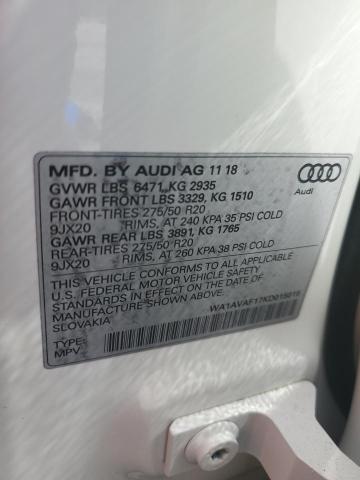 MFD. BY AUDI AG 11 18
GVWR LBS 6471, KG 2935
GAWR FRONT LBS 3329, KG 1510
FRONT-TIRES 275/50 R20
9JX20 RIMS, AT 240 KPA 35 PSI COLD
GAWR REAR LBS 3891, KG 1765
REAR-TIRES 275/50 R20
9JX20 RIMS, AT 260 KPA 38 PSI COLD
Audi
THIS VEHICLE CONFORMS TO ALL APPLICABLE
U.S. FEDERAL MOTOR VEHICLE SAFETY
STANDARDS IN EFFECT ON THE DATE OF
MANUFACTURE SHOWN ABOVE.
SLOVAKIA
WA1AVAF17KD015019
TYPE:
MPV